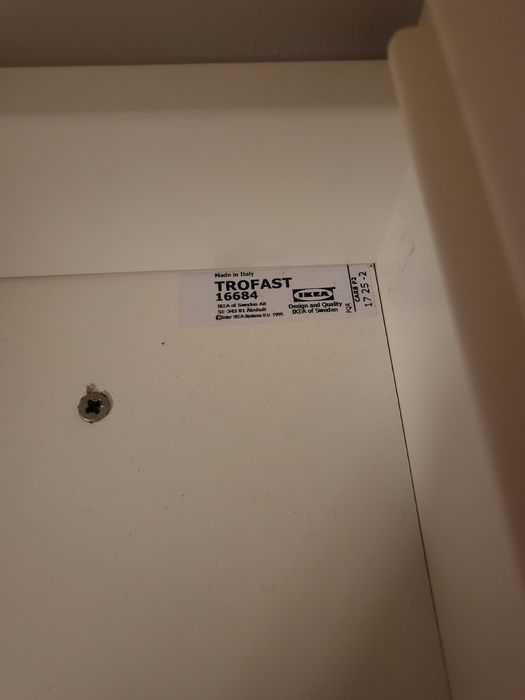 Made in Italy
TROFAST
16684
IKEA of Sweden AB
SE-343 81 Älmhult
©Inter IKEA Systems B.V. 1999
IKEA
Design and Quality
IKEA of Sweden
PQR
CARB P2
17 25 -2